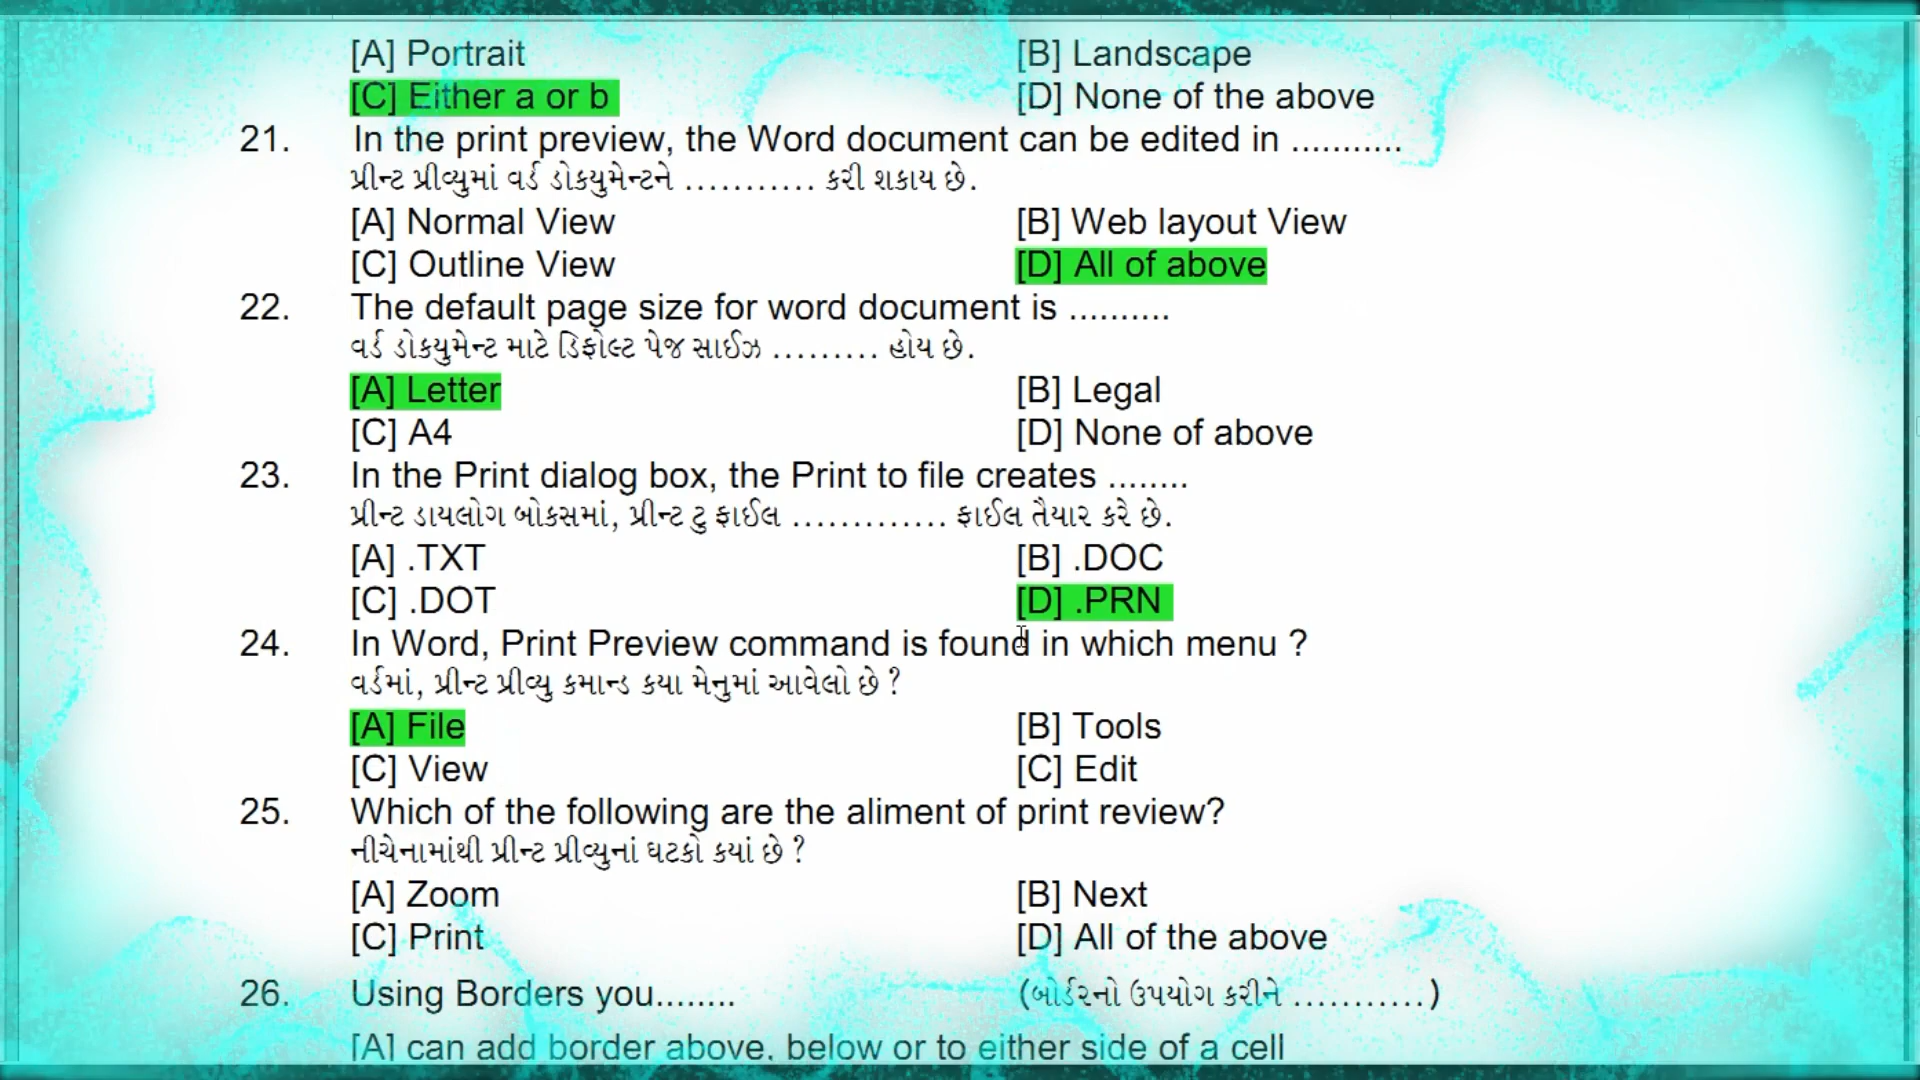 [A] Portrait [B] Landscape
[C] Either a or b [D] None of the above
21. In the print preview, the Word document can be edited in ...........
પ્રીન્ટ પ્રીવ્યુમાં વર્ડ ડોકયુમેન્ટને ........... કરી શકાય છે.
[A] Normal View [B] Web layout View
[C] Outline View [D] All of above
22. The default page size for word document is ..........
વર્ડ ડોકયુમેન્ટ માટે ડિફોલ્ટ પેજ સાઈઝ ......... હોય છે.
[A] Letter [B] Legal
[C] A4 [D] None of above
23. In the Print dialog box, the Print to file creates ........
પ્રીન્ટ ડાયલોગ બોકસમાં, પ્રીન્ટ ટુ ફાઈલ ............. ફાઈલ તૈયાર કરે છે.
[A] .TXT [B] .DOC
[C] .DOT [D] .PRN
24. In Word, Print Preview command is found in which menu ?
વર્ડમાં, પ્રીન્ટ પ્રીવ્યુ કમાન્ડ કયા મેનુમાં આવેલો છે ?
[A] File [B] Tools
[C] View [C] Edit
25. Which of the following are the aliment of print review?
નીચેનામાંથી પ્રીન્ટ પ્રીવ્યુનાં ઘટકો કયાં છે ?
[A] Zoom [B] Next
[C] Print [D] All of the above
26. Using Borders you........ (બોર્ડરનો ઉપયોગ કરીને ...........)
[A] can add border above, below or to either side of a cell